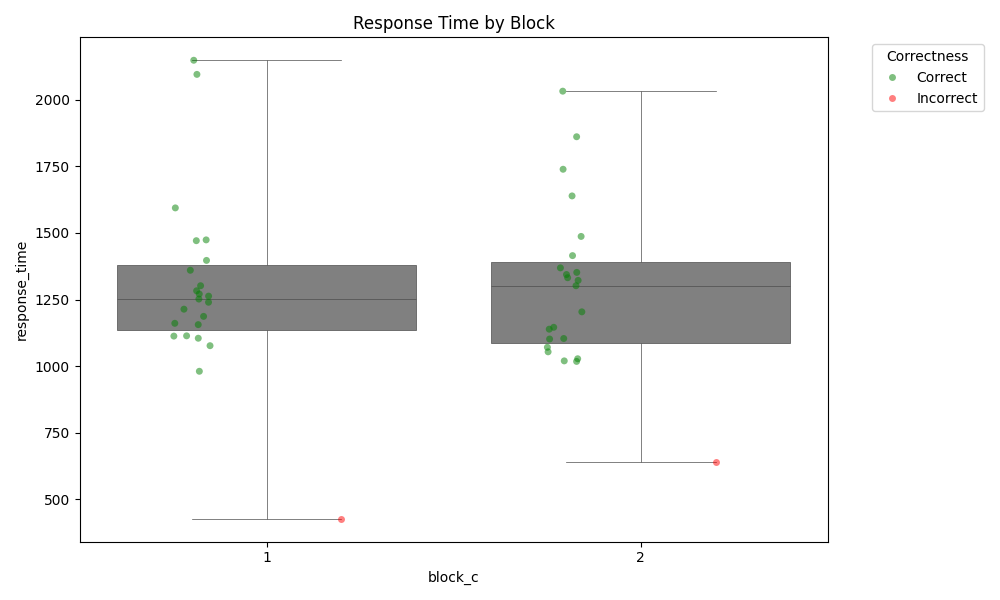 Response Time by Block
Correctness
Correct
Incorrect
2000
1750
1500
1250
1000
750
500
response_time
1
2
block_c